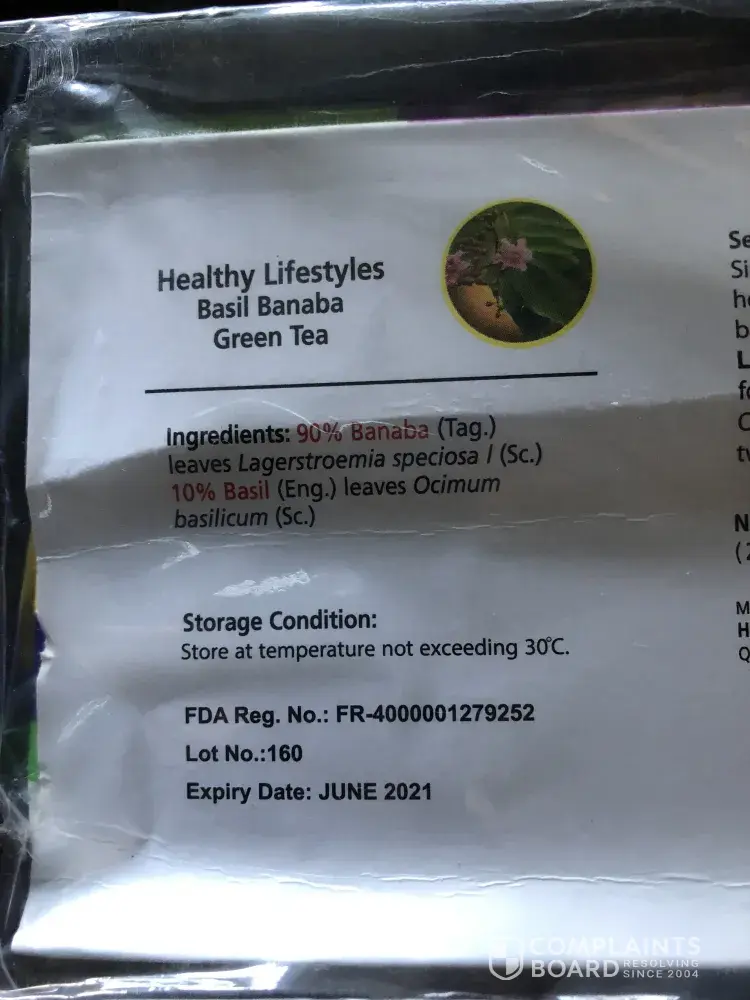 Healthy Lifestyles
Basil Banaba
Green Tea
Ingredients: 90% Banaba (Tag.)
leaves Lagerstroemia speciosa l (Sc.)
10% Basil (Eng.) leaves Ocimum
basilicum (Sc.)
Storage Condition:
Store at temperature not exceeding 30°C.
FDA Reg. No.: FR-4000001279252
Lot No.:160
Expiry Date: JUNE 2021
COMPLAINTS
BOARD RESOLVING
SINCE 2004